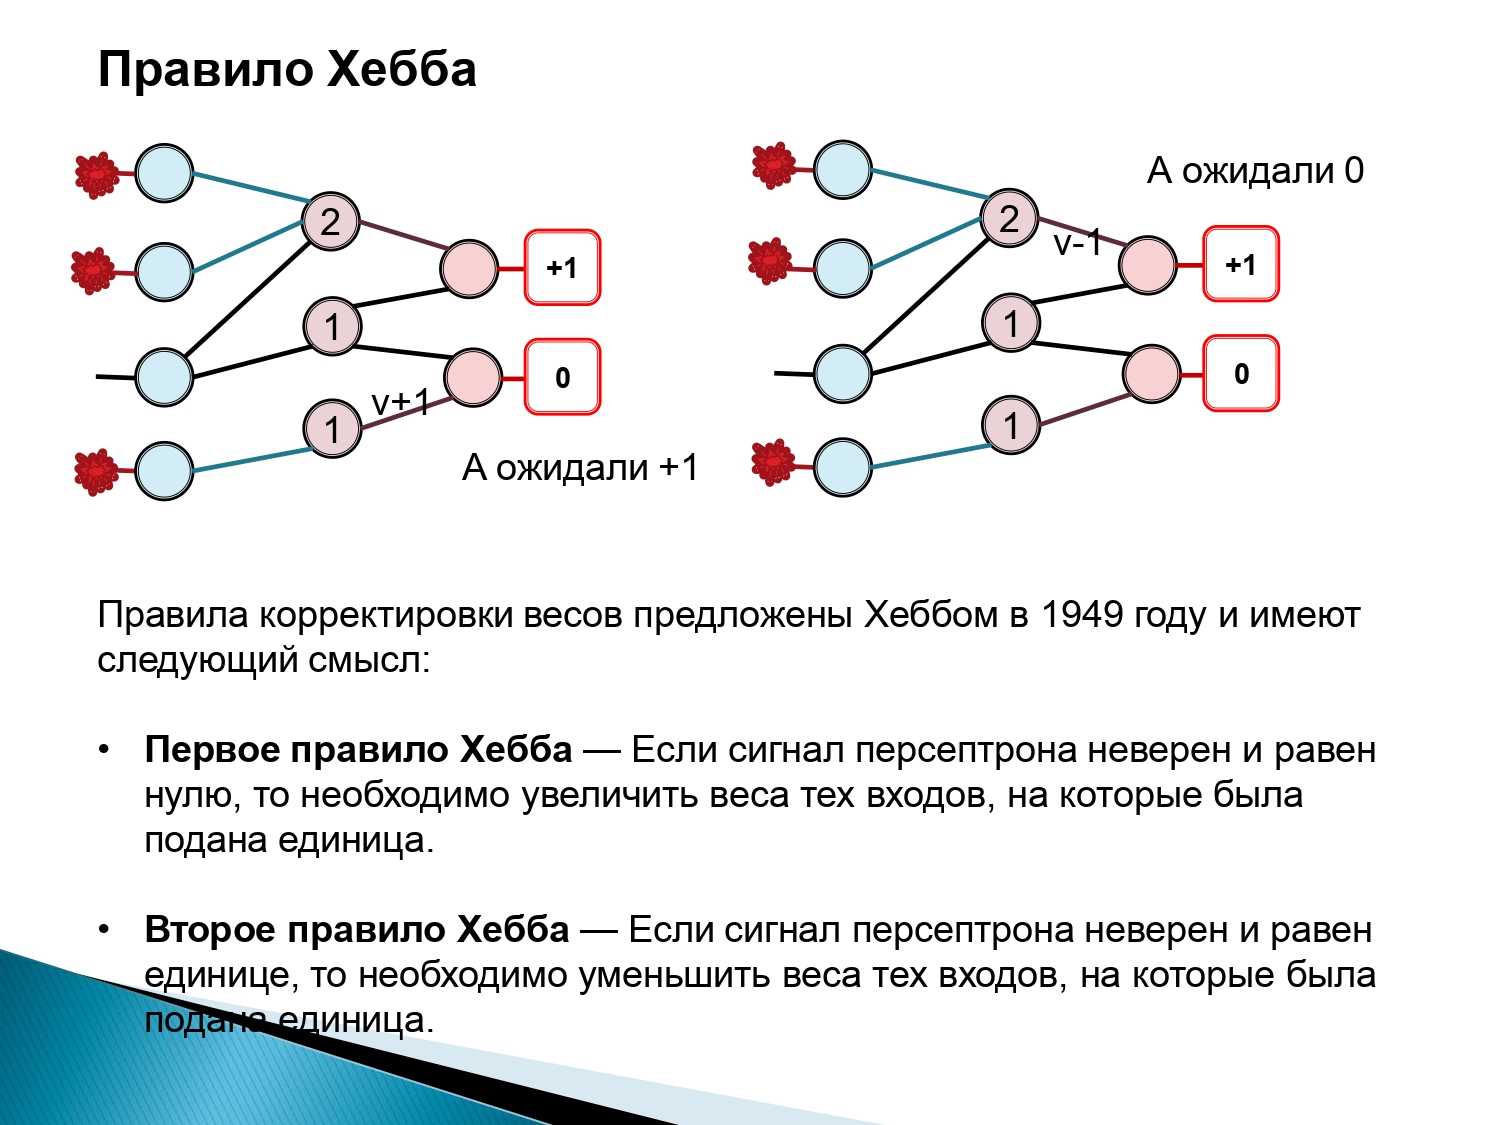 Правило Хебба
2
1
1
v+1
+1
0
А ожидали +1
А ожидали 0
2
v-1
1
1
+1
0
Правила корректировки весов предложены Хеббом в 1949 году и имеют
следующий смысл:
• Первое правило Хебба — Если сигнал персептрона неверен и равен
нулю, то необходимо увеличить веса тех входов, на которые была
подана единица.
• Второе правило Хебба — Если сигнал персептрона неверен и равен
единице, то необходимо уменьшить веса тех входов, на которые была
подана единица.